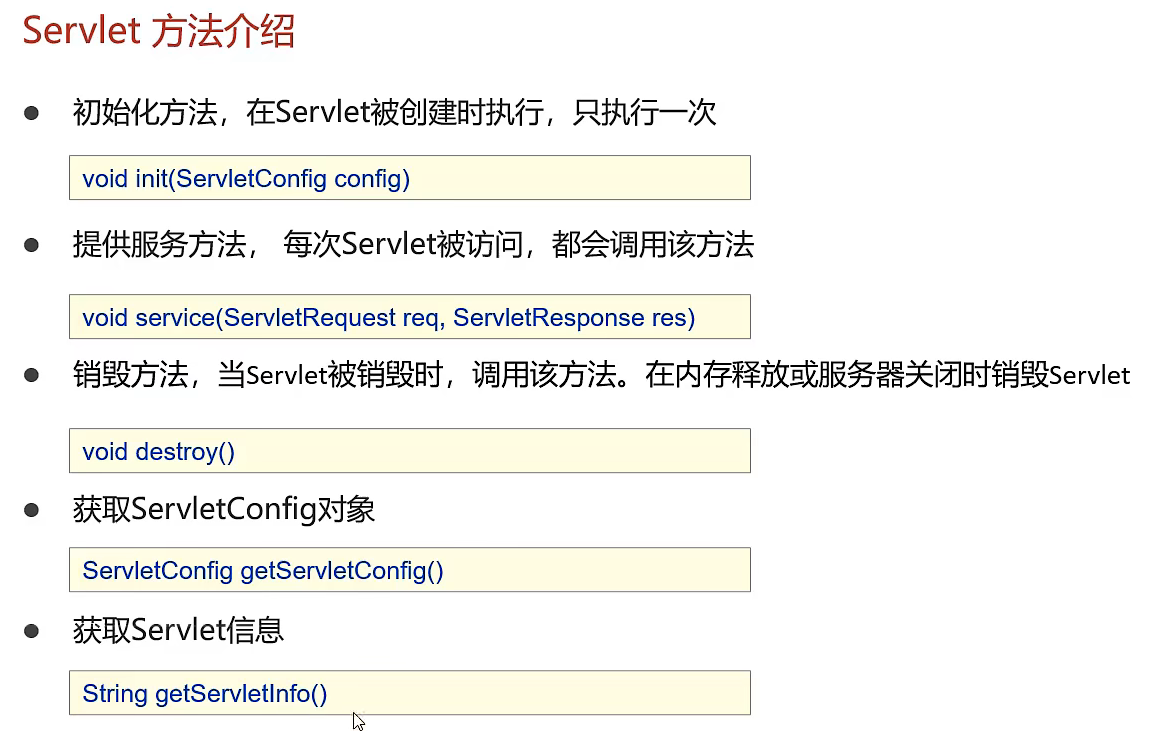 Servlet 方法介绍
● 初始化方法，在Servlet被创建时执行，只执行一次
void init(ServletConfig config)
● 提供服务方法， 每次Servlet被访问，都会调用该方法
void service(ServletRequest req, ServletResponse res)
● 销毁方法，当Servlet被销毁时，调用该方法。在内存释放或服务器关闭时销毁Servlet
void destroy()
● 获取ServletConfig对象
ServletConfig getServletConfig()
● 获取Servlet信息
String getServletInfo()